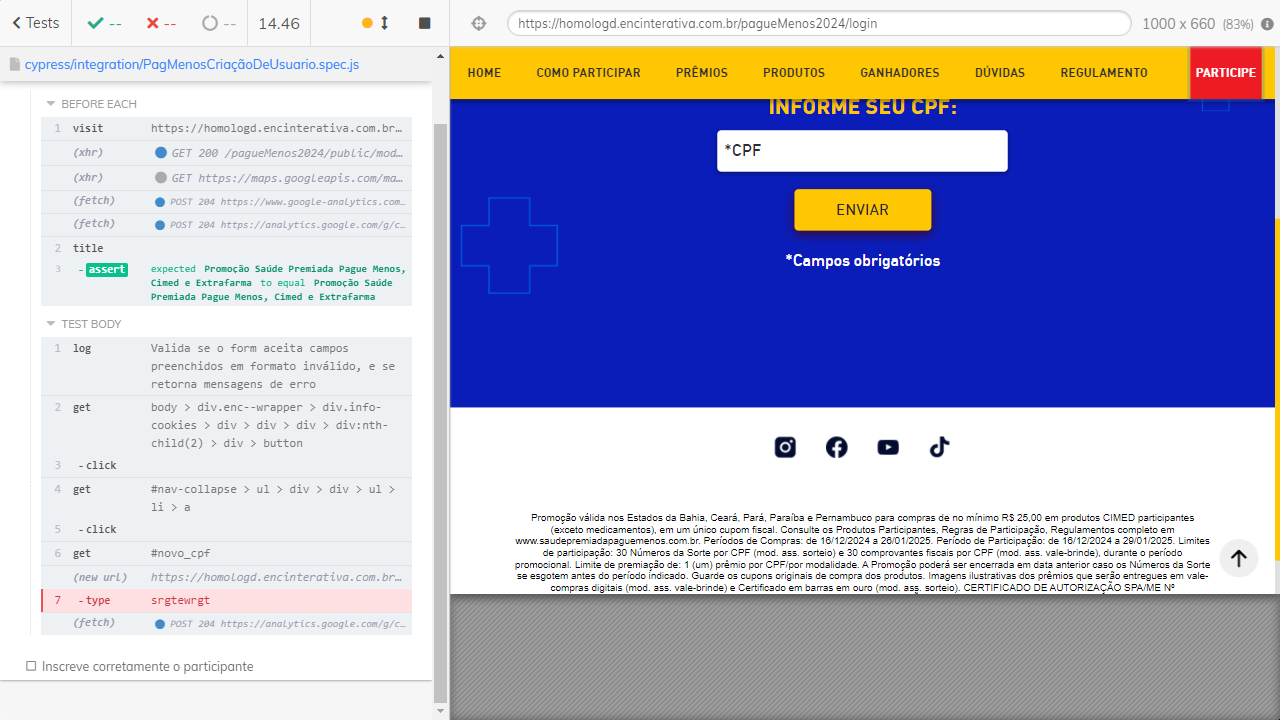 Tests
--
--
--
14.46
https://homologd.encinterativa.com.br/pagueMenos2024/login
1000 x 660 (83%)
cypress/integration/PagMenosCriaçãoDeUsuario.spec.js
BEFORE EACH
1 visit https://homologd.encinterativa.com.br…
(xhr) GET 200 /pagueMenos2024/public/mod…
(xhr) GET https://maps.googleapis.com/ma…
(fetch) POST 204 https://www.google-analytics.com…
(fetch) POST 204 https://analytics.google.com/g/c…
2 title
3 -assert expected Promoção Saúde Premiada Pague Menos,
Cimed e Extrafarma to equal Promoção Saúde
Premiada Pague Menos, Cimed e Extrafarma
TEST BODY
1 log Valida se o form aceita campos
preenchidos em formato inválido, e se
retorna mensagens de erro
2 get body > div.enc--wrapper > div.info-
cookies > div > div > div > div:nth-
child(2) > div > button
3 -click
4 get #nav-collapse > ul > div > div > ul >
li > a
5 -click
6 get #novo_cpf
(new url) https://homologd.encinterativa.com.br…
7 -type srgtewrgt
(fetch) POST 204 https://analytics.google.com/g/c…
Inscreve corretamente o participante
HOME COMO PARTICIPAR PRÊMIOS PRODUTOS GANHADORES DÚVIDAS REGULAMENTO PARTICIPE
INFORME SEU CPF:
*CPF
ENVIAR
*Campos obrigatórios
Promoção válida nos Estados da Bahia, Ceará, Pará, Paraíba e Pernambuco para compras de no mínimo R$ 25,00 em produtos CIMED participantes
(exceto medicamentos), em um único cupom fiscal. Consulte os Produtos Participantes, Regras de Participação, Regulamentos completo em
www.saudepremiadapaguemenos.com.br. Períodos de Compras: de 16/12/2024 a 26/01/2025. Período de Participação: de 16/12/2024 a 29/01/2025. Limites
de participação: 30 Números da Sorte por CPF (mod. ass. sorteio) e 30 comprovantes fiscais por CPF (mod. ass. vale-brinde), durante o período
promocional. Limite de premiação de: 1 (um) prêmio por CPF/por modalidade. A Promoção poderá ser encerrada em data anterior caso os Números da Sorte
se esgotem antes do período indicado. Guarde os cupons originais de compra dos produtos. Imagens ilustrativas dos prêmios que serão entregues em vale-
compras digitais (mod. ass. vale-brinde) e Certificado em barras em ouro (mod. ass. sorteio). CERTIFICADO DE AUTORIZAÇÃO SPA/ME Nº